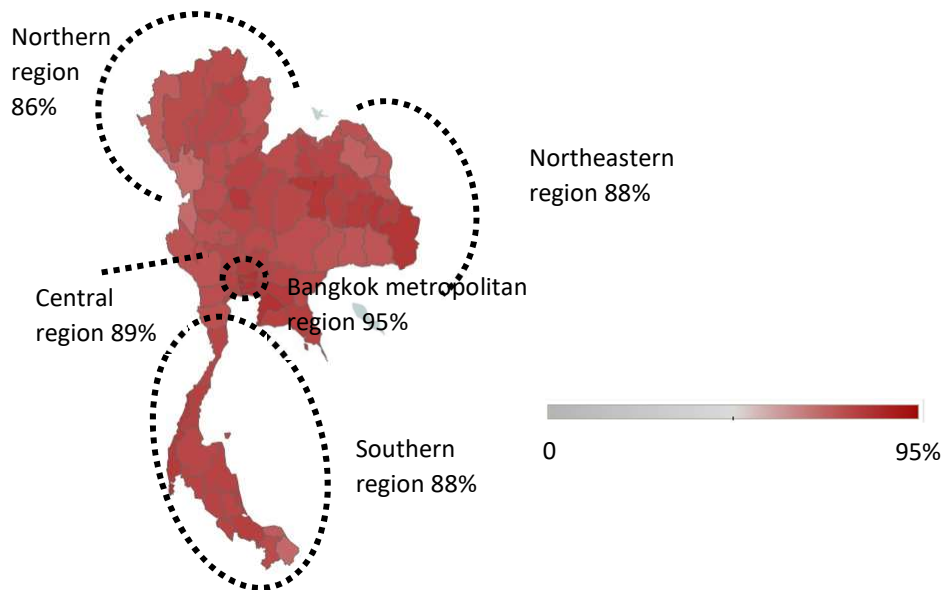 Northern
region
86%
Northeastern
region 88%
Central
region 89%
Bangkok metropolitan
region 95%
Southern
region 88%
0
95%